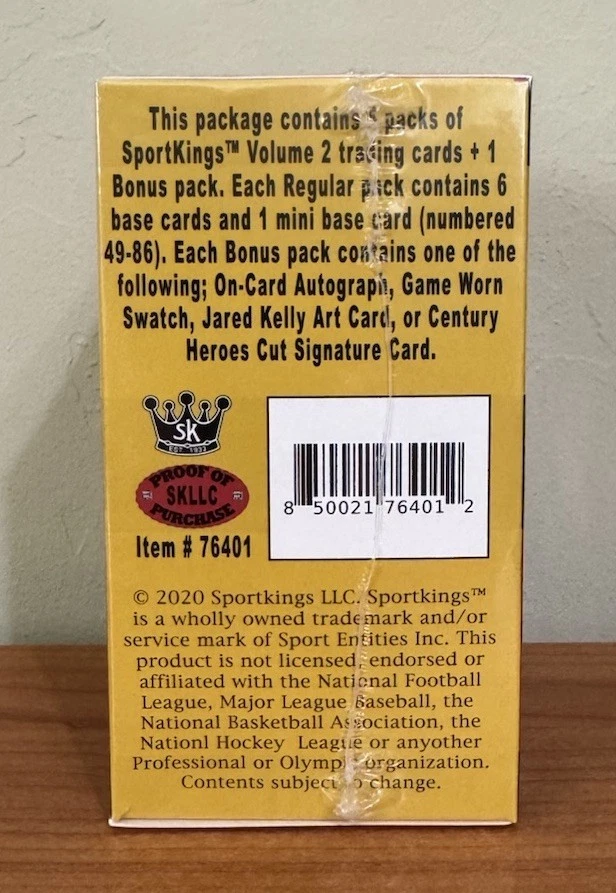 This package contains packs of
SportKings™ Volume 2 trading cards + 1
Bonus pack. Each Regular pack contains 6
base cards and 1 mini base card (numbered
49-86). Each Bonus pack contains one of the
following; On-Card Autograph, Game Worn
Swatch, Jared Kelly Art Card, or Century
Heroes Cut Signature Card.
SK
EST 1933
PROOF OF
SKLLC
PURCHASE
Item # 76401
8 50021 76401 2
© 2020 Sportkings LLC. Sportkings™
is a wholly owned trademark and/or
service mark of Sport Entities Inc. This
product is not licensed, endorsed or
affiliated with the National Football
League, Major League Baseball, the
National Basketball Association, the
Nationl Hockey League or anyother
Professional or Olympic organization.
Contents subject to change.